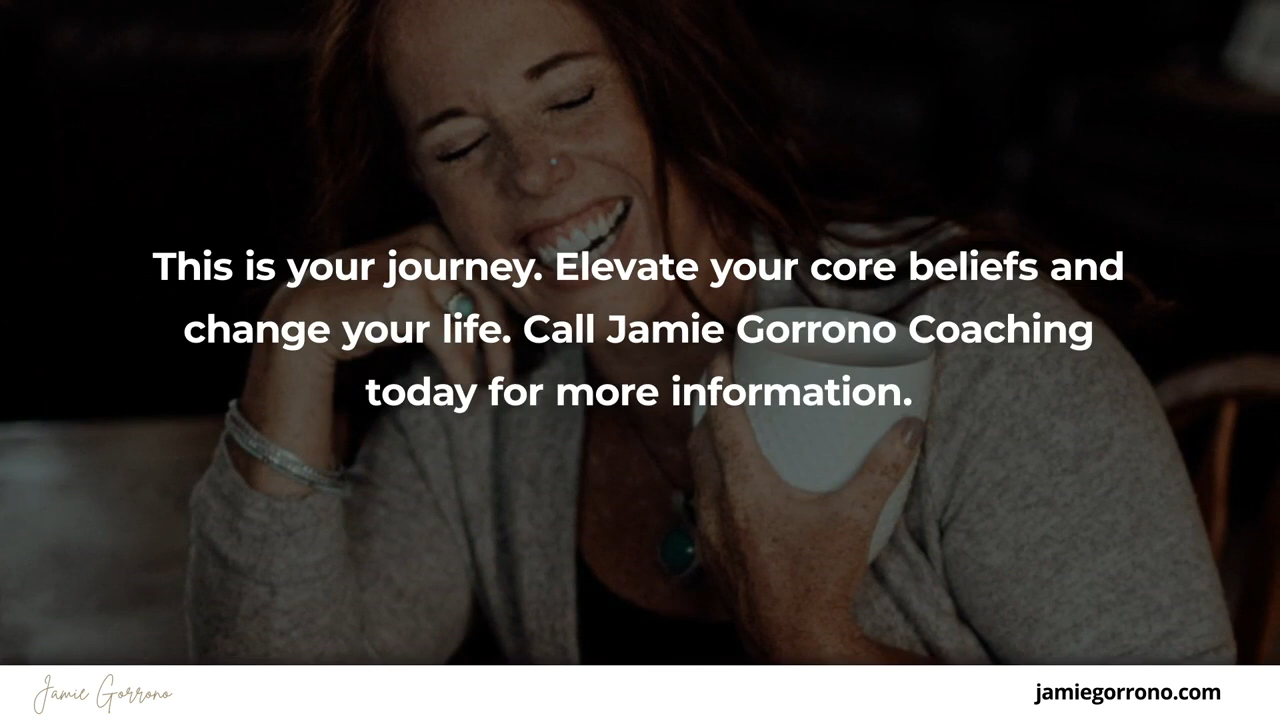 This is your journey. Elevate your core beliefs and
change your life. Call Jamie Gorrono Coaching
today for more information.
Jamie Gorrono
jamiegorrono.com